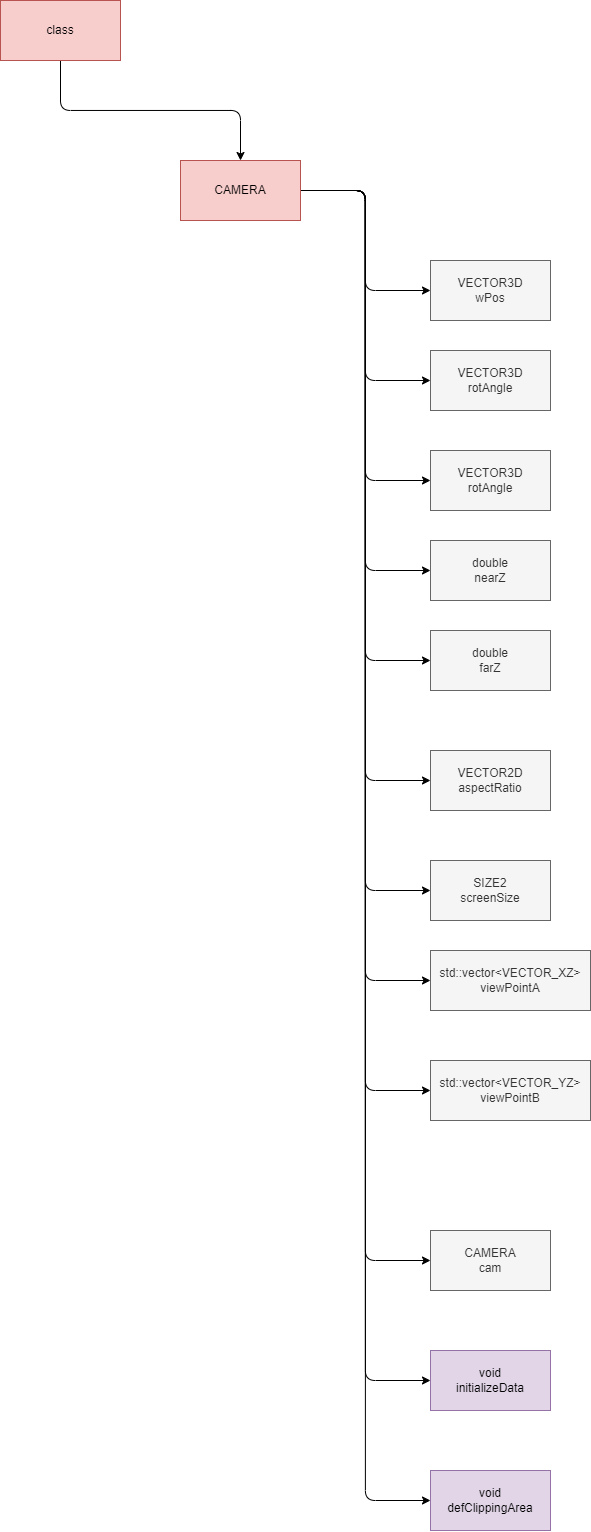 class
CAMERA
VECTOR3D
wPos
VECTOR3D
rotAngle
VECTOR3D
rotAngle
double
nearZ
double
farZ
VECTOR2D
aspectRatio
SIZE2
screenSize
std::vector<VECTOR_XZ>
viewPointA
std::vector<VECTOR_YZ>
viewPointB
CAMERA
cam
void
initializeData
void
defClippingArea